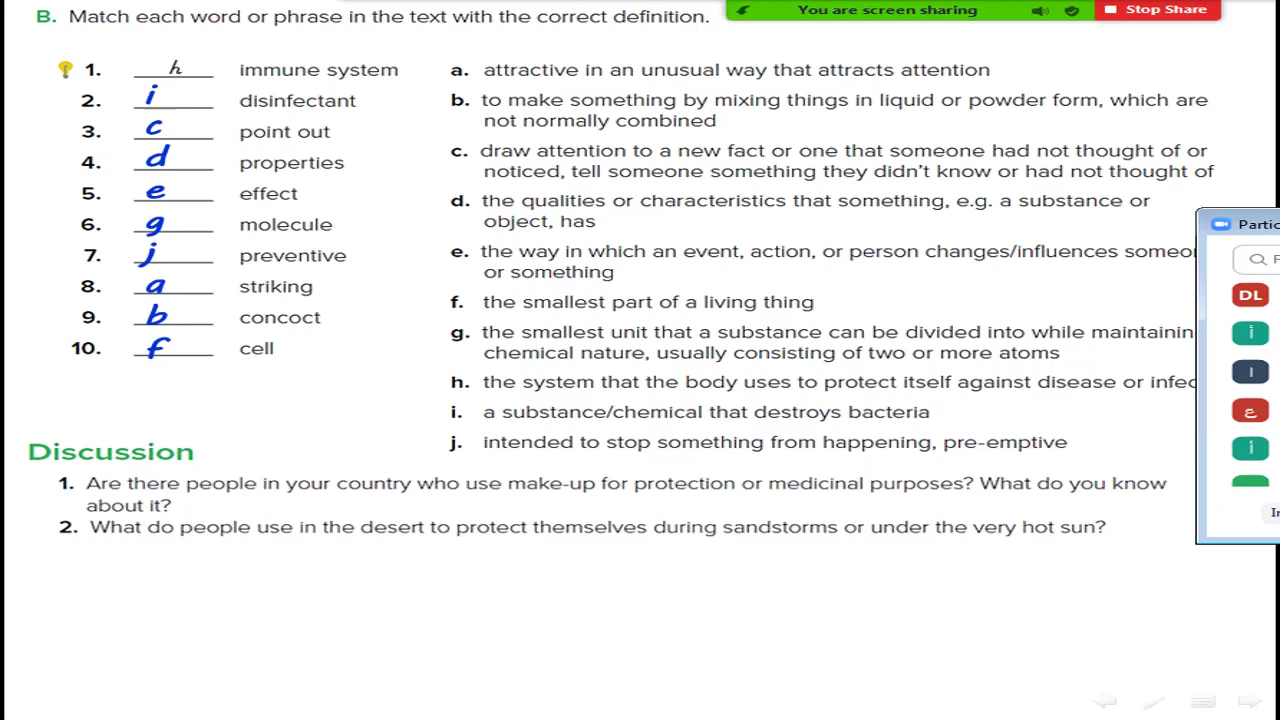 B. Match each word or phrase in the text with the correct definition.
You are screen sharing
Stop Share
1. h immune system
2. i disinfectant
3. c point out
4. d properties
5. e effect
6. g molecule
7. j preventive
8. a striking
9. b concoct
10. f cell
a. attractive in an unusual way that attracts attention
b. to make something by mixing things in liquid or powder form, which are
not normally combined
c. draw attention to a new fact or one that someone had not thought of or
noticed, tell someone something they didn't know or had not thought of
d. the qualities or characteristics that something, e.g. a substance or
object, has
e. the way in which an event, action, or person changes/influences someo
or something
f. the smallest part of a living thing
g. the smallest unit that a substance can be divided into while maintainin
chemical nature, usually consisting of two or more atoms
h. the system that the body uses to protect itself against disease or infec
i. a substance/chemical that destroys bacteria
j. intended to stop something from happening, pre-emptive
Discussion
1. Are there people in your country who use make-up for protection or medicinal purposes? What do you know
about it?
2. What do people use in the desert to protect themselves during sandstorms or under the very hot sun?
Partic
F
DL
أ
ا
ع
أ
In